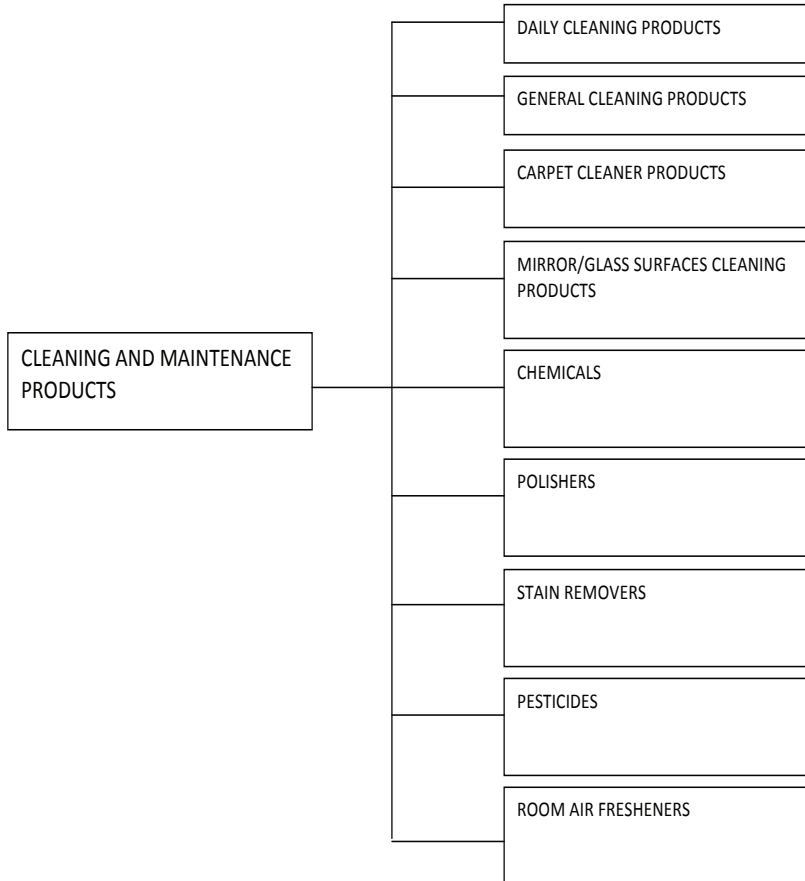 DAILY CLEANING PRODUCTS
GENERAL CLEANING PRODUCTS
CARPET CLEANER PRODUCTS
MIRROR/GLASS SURFACES CLEANING
PRODUCTS
CLEANING AND MAINTENANCE
PRODUCTS
CHEMICALS
POLISHERS
STAIN REMOVERS
PESTICIDES
ROOM AIR FRESHENERS